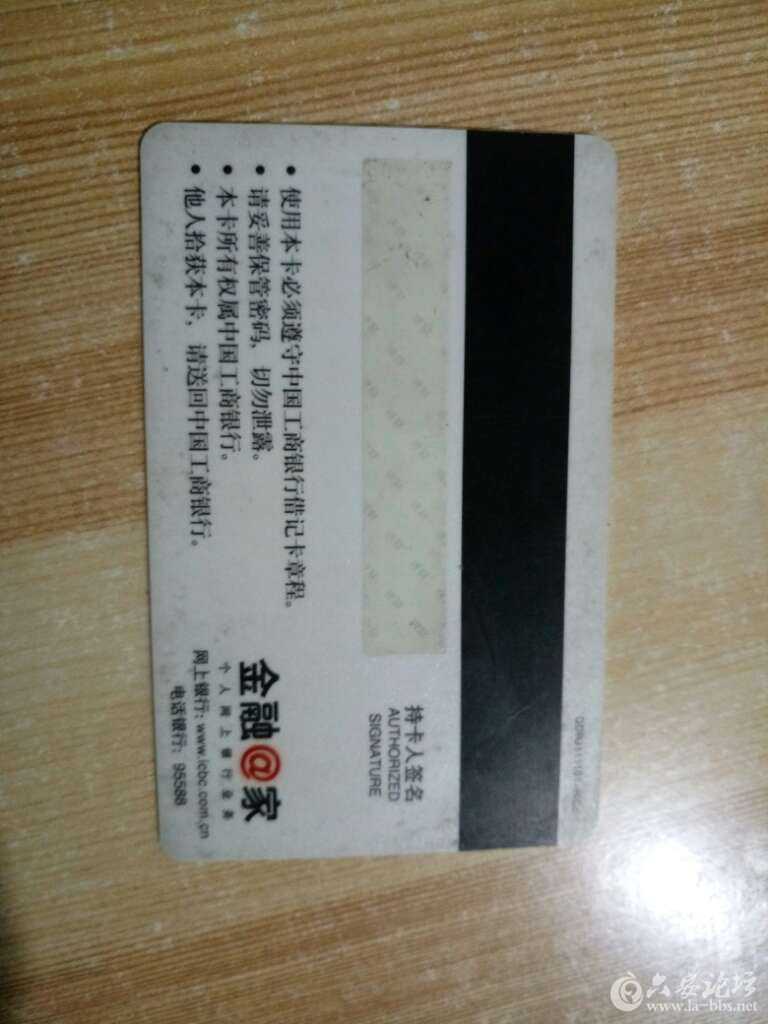 持卡人签名
AUTHORIZED
SIGNATURE
使用本卡必须遵守中国工商银行借记卡章程。
请妥善保管密码，切勿泄露。
本卡所有权属中国工商银行。
他人拾获本卡，请送回中国工商银行。
金融@家
个人网上银行业务
网上银行：www.icbc.com.cn
电话银行：95588
六安论坛
www.la-bbs.net